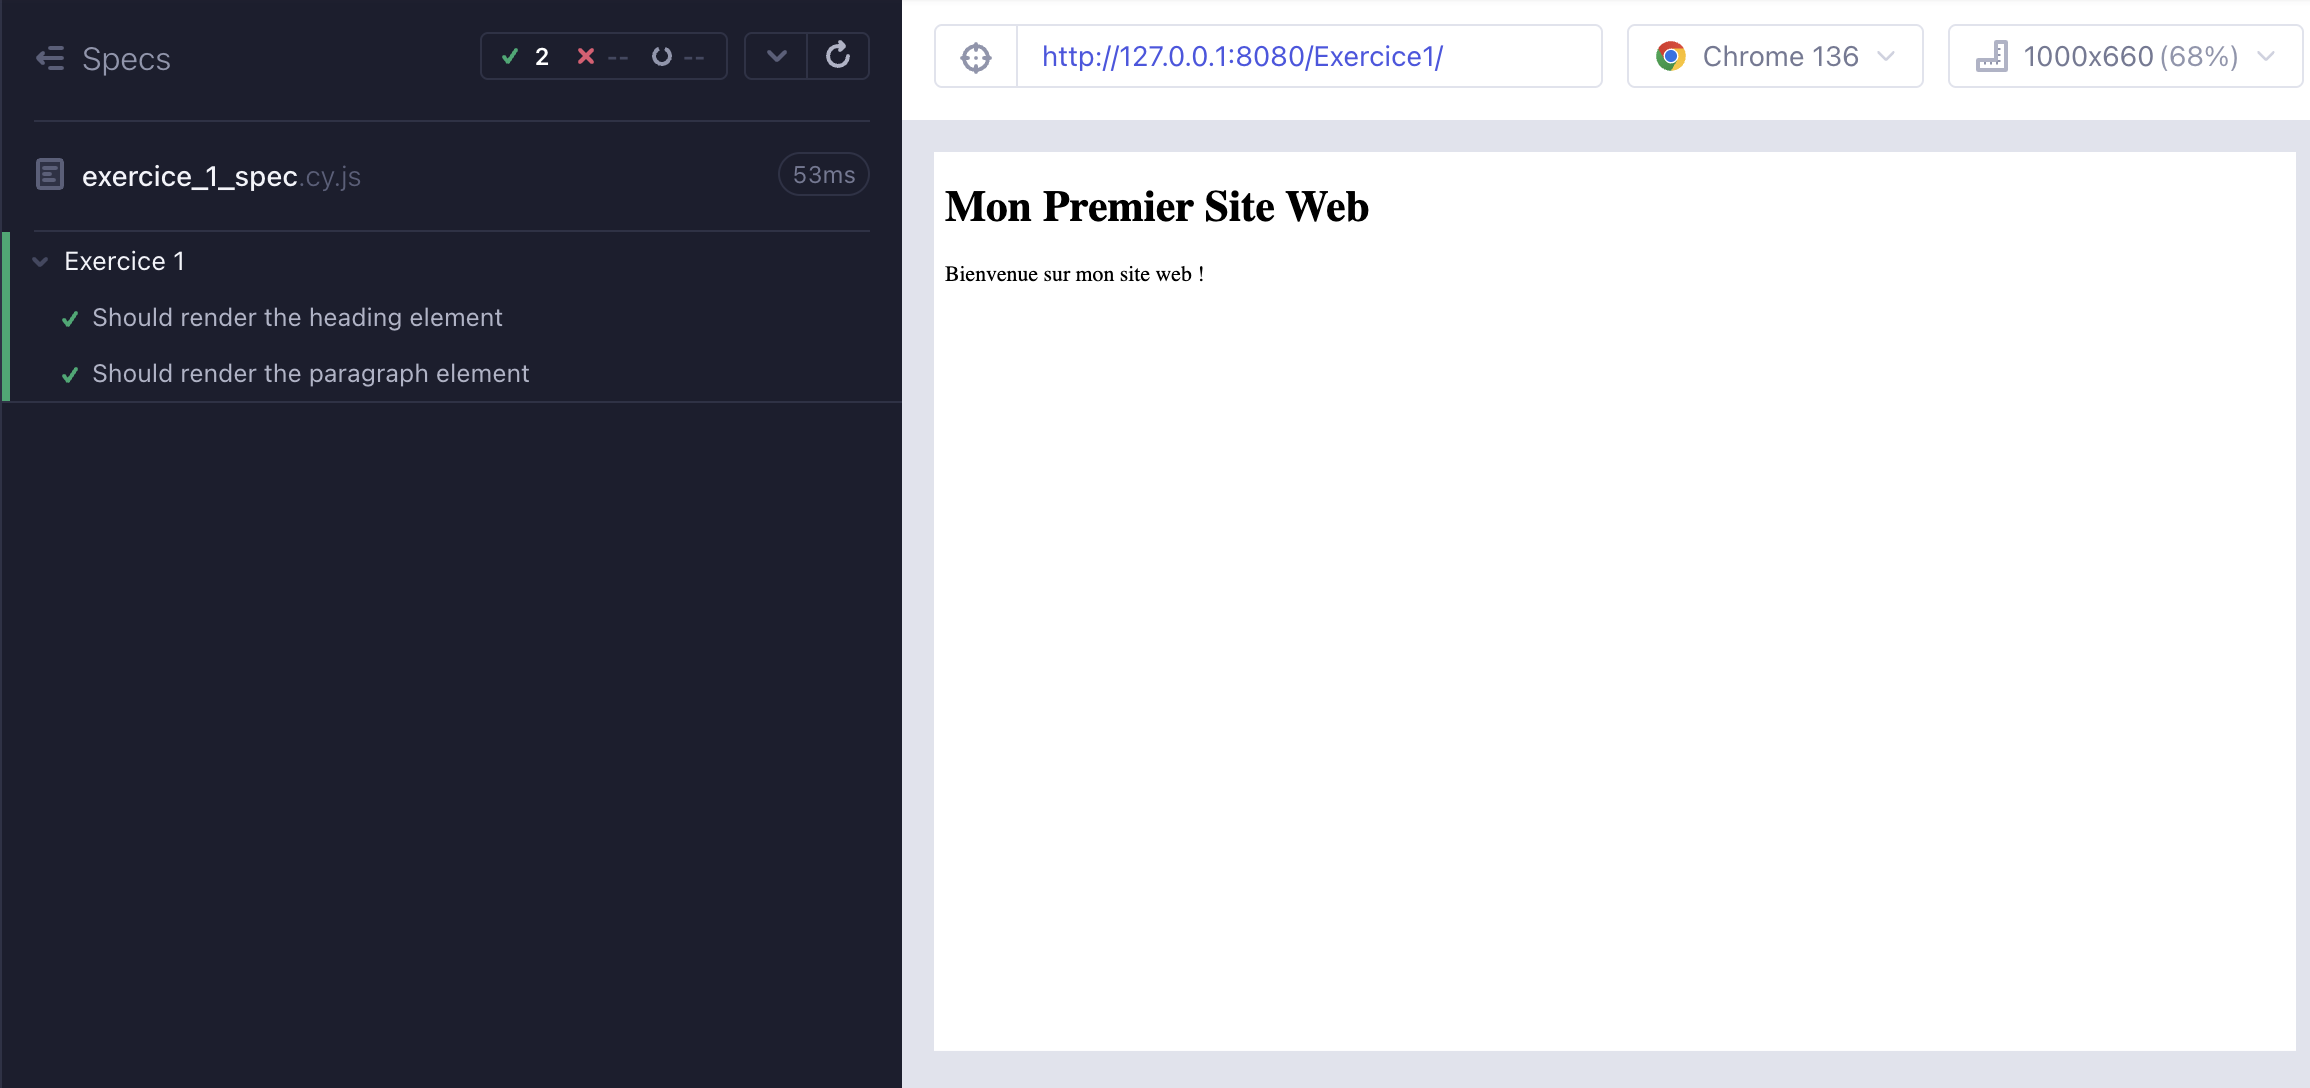 Specs
2 -- --
exercice_1_spec.cy.js
53ms
Exercice 1
Should render the heading element
Should render the paragraph element
http://127.0.0.1:8080/Exercice1/
Chrome 136
1000x660 (68%)
Mon Premier Site Web
Bienvenue sur mon site web !